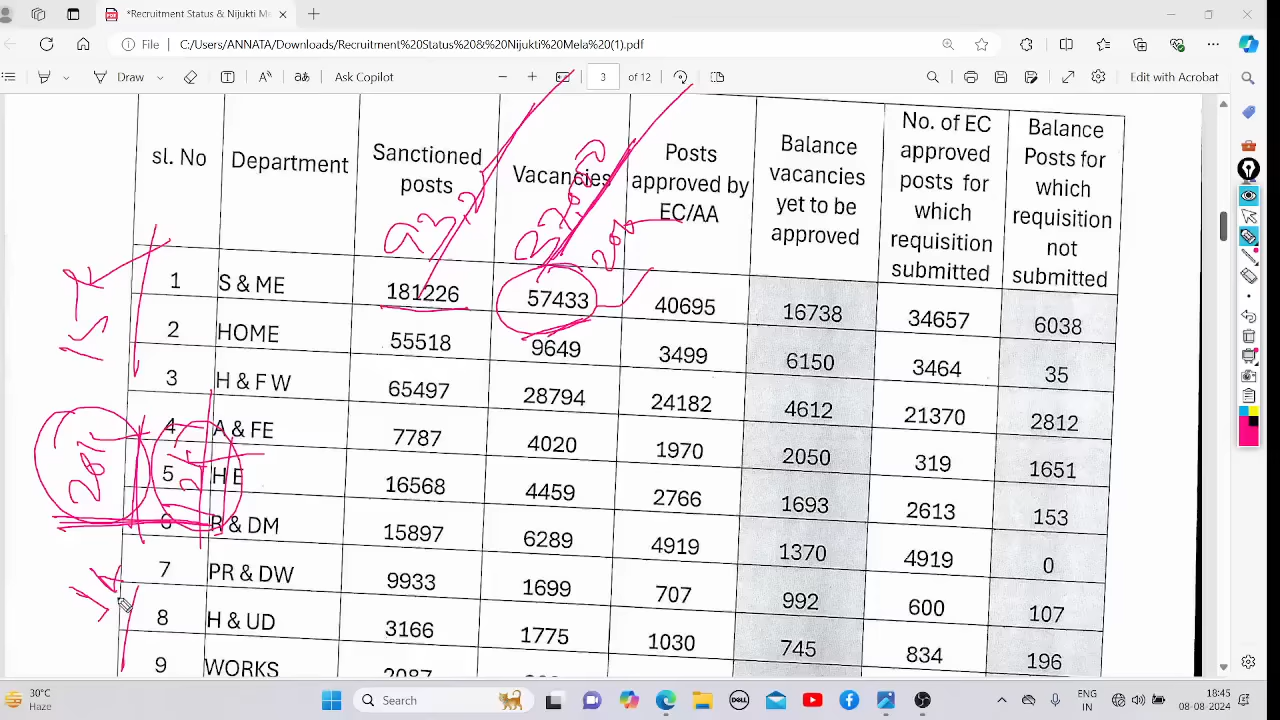 *Recruitment Status & Nijukti Me
File C:/Users/ANNATA/Downloads/Recruitment%20Status%20&%20Nijukti%20Mela%20(1).pdf
Draw Ask Copilot 3 of 12 Edit with Acrobat
sl. No Department Sanctioned posts Vacancies Posts approved by EC/AA Balance vacancies yet to be approved No. of EC approved posts for which requisition submitted Balance Posts for which requisition not submitted
1 S & ME 181226 57433 40695 16738 34657 6038
2 HOME 55518 9649 3499 6150 3464 35
3 H & F W 65497 28794 24182 4612 21370 2812
4 A & FE 7787 4020 1970 2050 319 1651
5 H E 16568 4459 2766 1693 2613 153
6 R & DM 15897 6289 4919 1370 4919 0
7 PR & DW 9933 1699 707 992 600 107
8 H & UD 3166 1775 1030 745 834 196
9 WORKS
15K
20K
30°C
Haze
Search
ENG
IN
18:45
08-08-2024